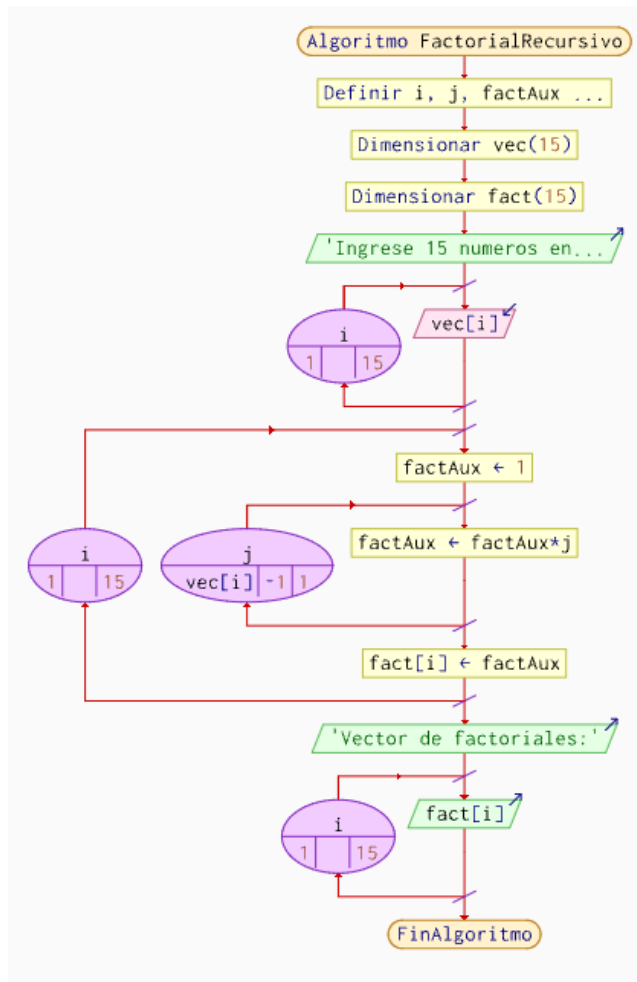 Algoritmo FactorialRecursivo
Definir i, j, factAux ...
Dimensionar vec(15)
Dimensionar fact(15)
'Ingrese 15 numeros en...
i
1 15
vec[i]
factAux ← 1
i
1 15
j
vec[i] -1 1
factAux ← factAux*j
fact[i] ← factAux
'Vector de factoriales:'
i
1 15
fact[i]
FinAlgoritmo